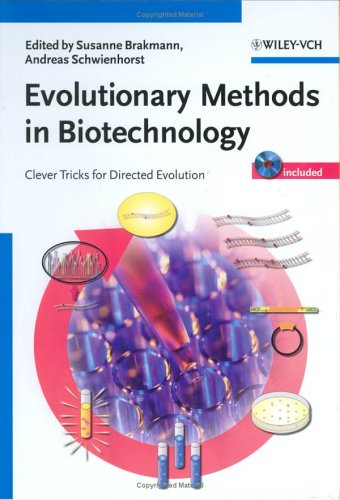 Copyrighted Material
Edited by Susanne Brakmann,
Andreas Schwienhorst
WILEY-VCH
Evolutionary Methods
in Biotechnology
Clever Tricks for Directed Evolution
included
Copyrighted Material